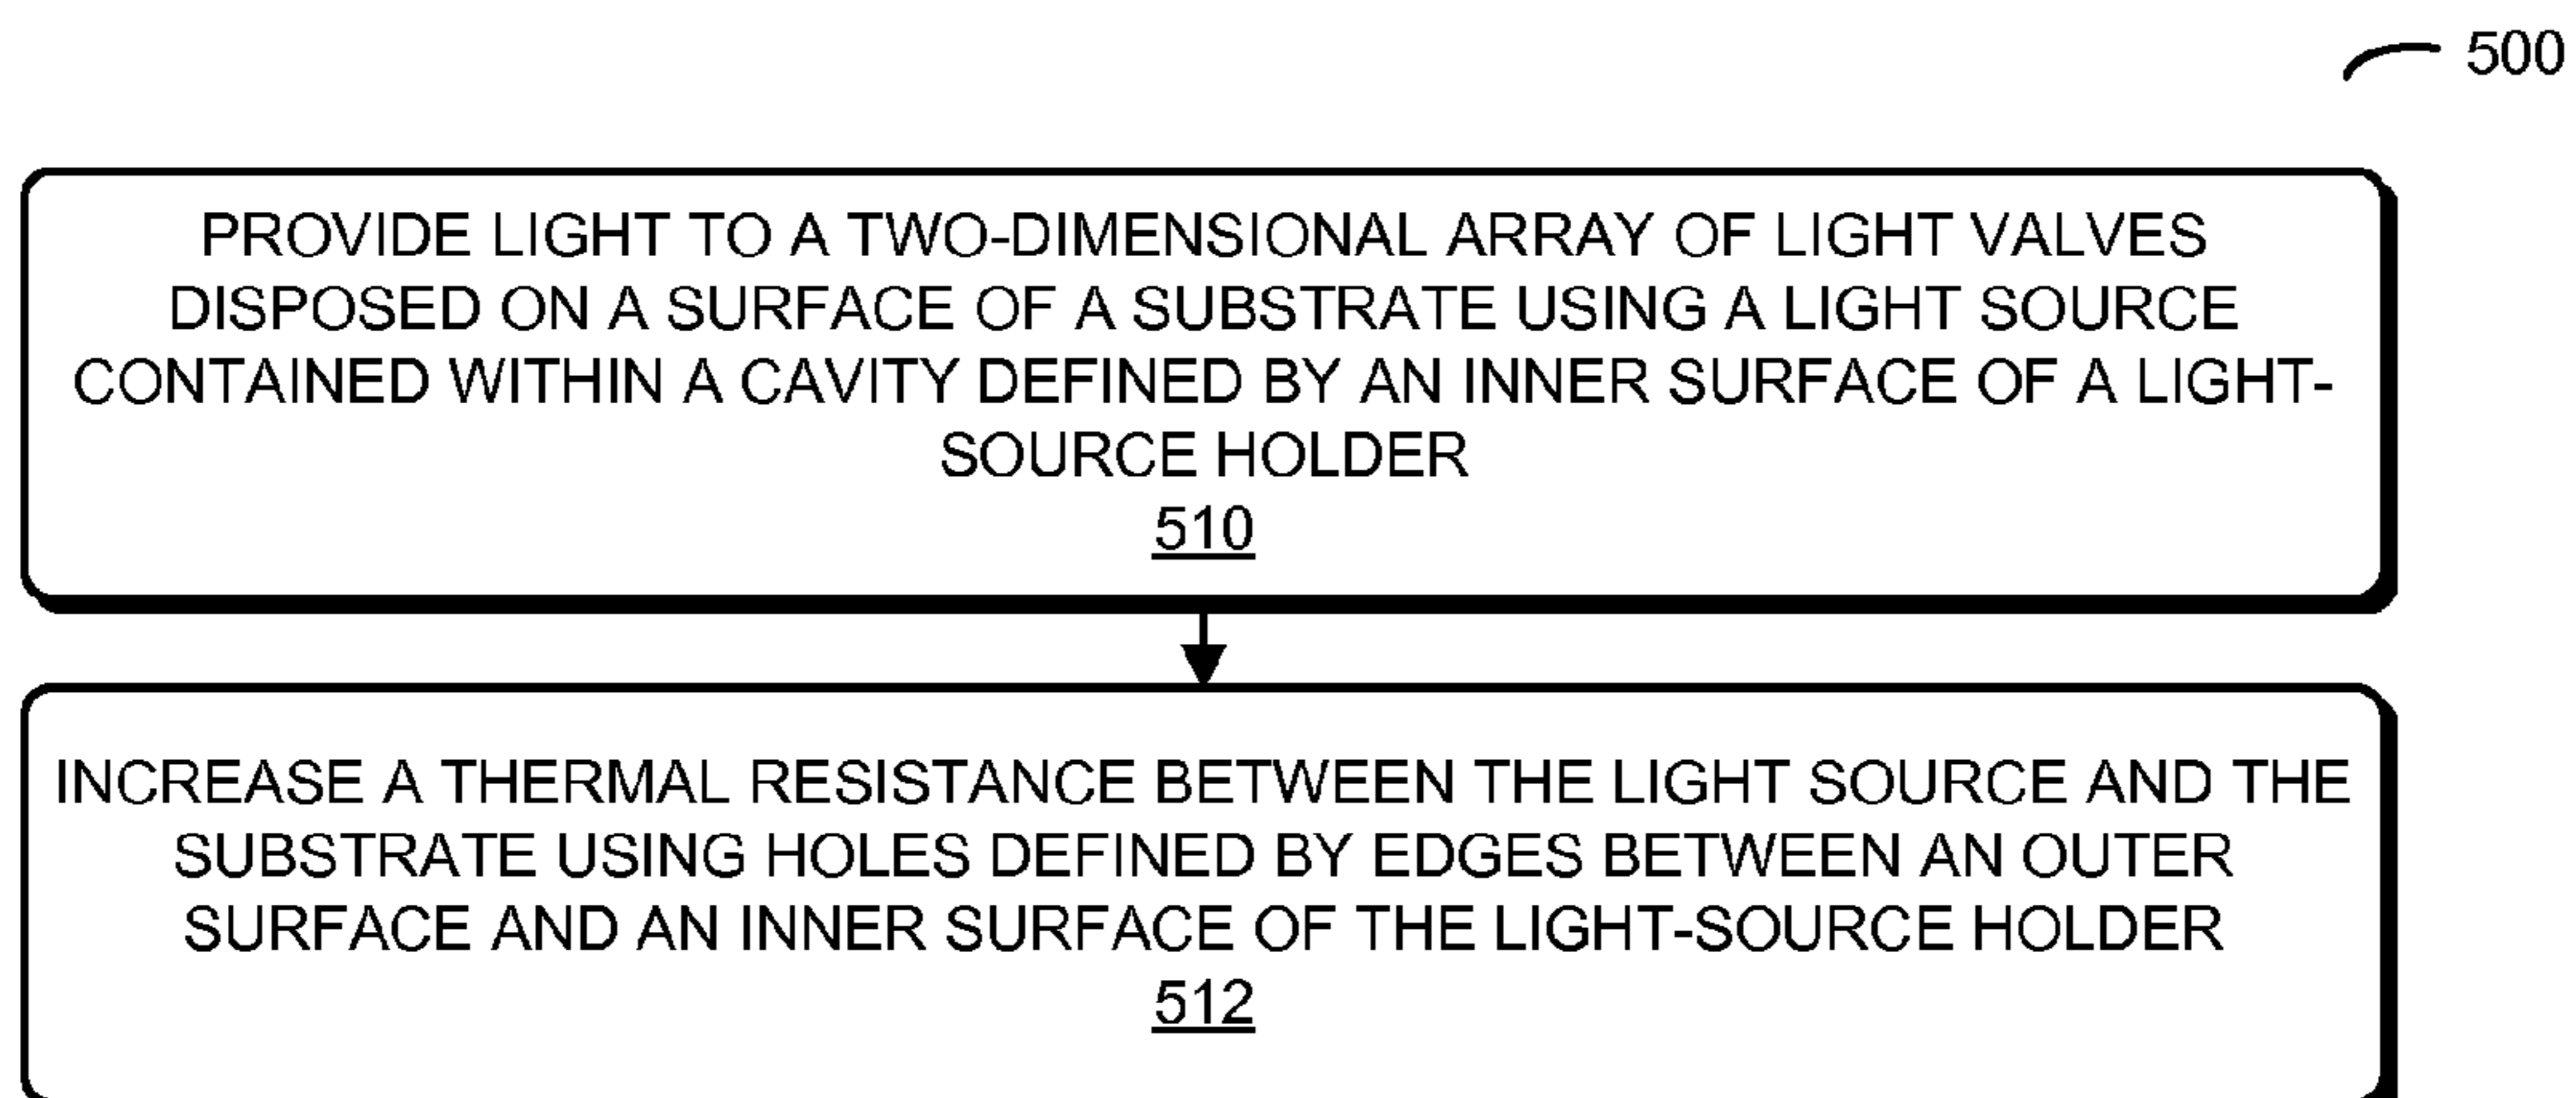 500
PROVIDE LIGHT TO A TWO-DIMENSIONAL ARRAY OF LIGHT VALVES
DISPOSED ON A SURFACE OF A SUBSTRATE USING A LIGHT SOURCE
CONTAINED WITHIN A CAVITY DEFINED BY AN INNER SURFACE OF A LIGHT-
SOURCE HOLDER
510
INCREASE A THERMAL RESISTANCE BETWEEN THE LIGHT SOURCE AND THE
SUBSTRATE USING HOLES DEFINED BY EDGES BETWEEN AN OUTER
SURFACE AND AN INNER SURFACE OF THE LIGHT-SOURCE HOLDER
512